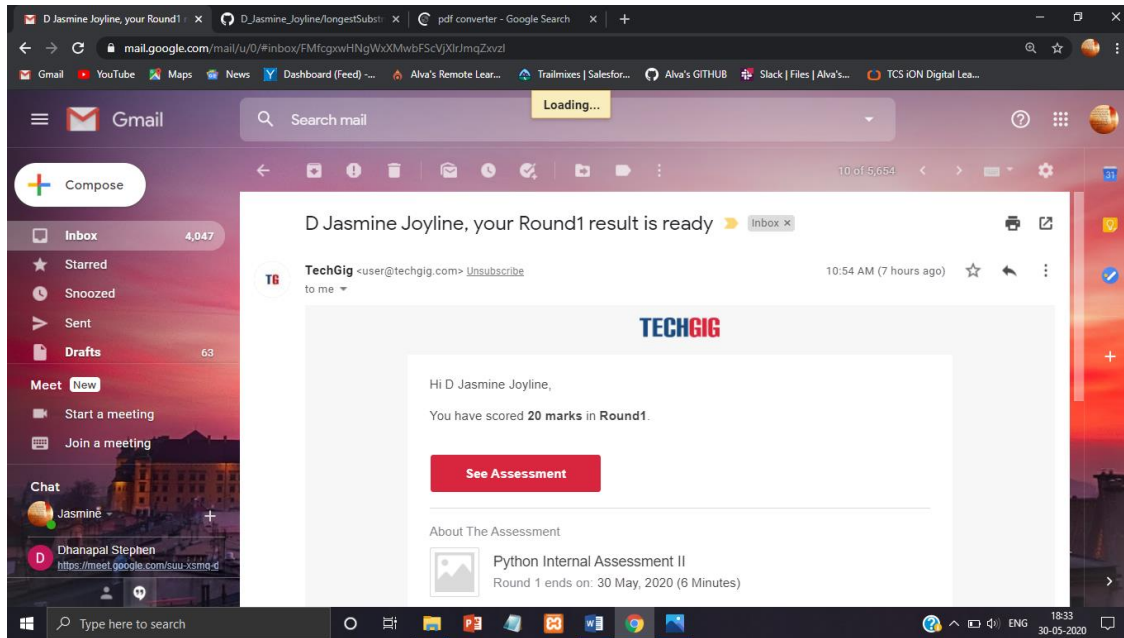 D Jasmine Joyline, your Round1 r
D_Jasmine_Joyline/longestSubstr
pdf converter - Google Search
mail.google.com/mail/u/0/#inbox/FMfcgxwHNgWxXMwbFScVjXlrJmqZxvzl
Gmail YouTube Maps News Dashboard (Feed) -... Alva's Remote Lear... Trailmixes | Salesfor... Alva's GITHUB Slack | Files | Alva's... TCS iON Digital Lea...
Loading...
Gmail
Search mail
Compose
10 of 5,654
31
D Jasmine Joyline, your Round1 result is ready
Inbox ×
Inbox 4,047
Starred
Snoozed
Sent
Drafts 63
Meet New
Start a meeting
Join a meeting
Chat
Jasmine
D
Dhanapal Stephen
https://meet.google.com/suu-xsmq-d
TG
TechGig <user@techgig.com> Unsubscribe
10:54 AM (7 hours ago)
to me
TECHGIG
Hi D Jasmine Joyline,
You have scored 20 marks in Round1.
See Assessment
About The Assessment
Python Internal Assessment II
Round 1 ends on: 30 May, 2020 (6 Minutes)
Type here to search
ENG
18:33
30-05-2020